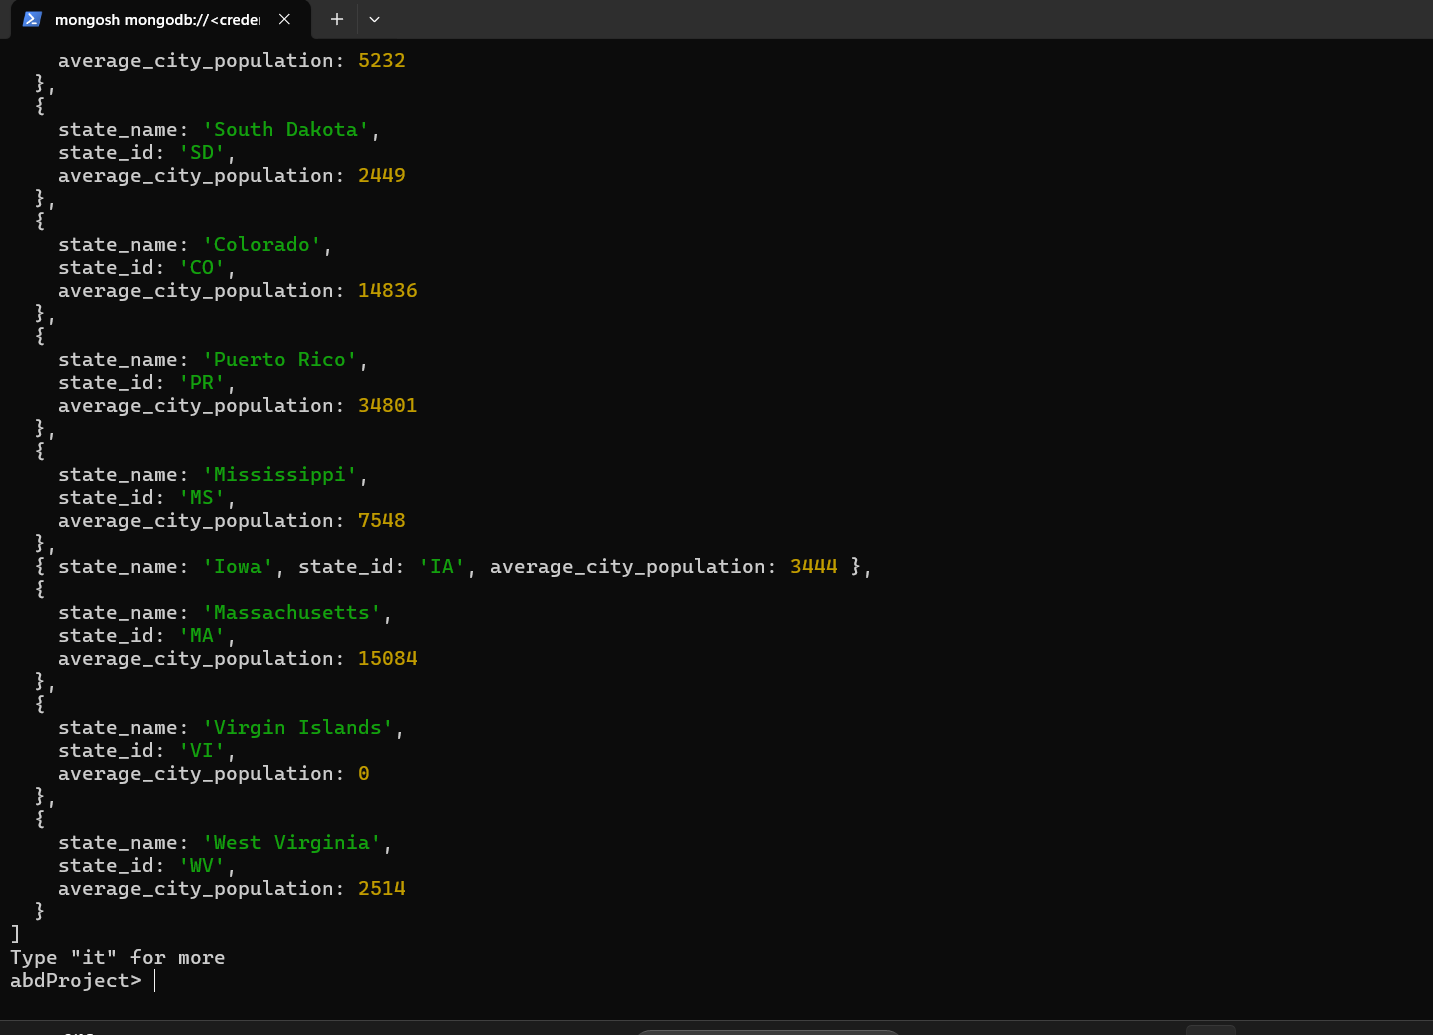 mongosh mongodb://<creder
average_city_population: 5232
},
{
state_name: 'South Dakota',
state_id: 'SD',
average_city_population: 2449
},
{
state_name: 'Colorado',
state_id: 'CO',
average_city_population: 14836
},
{
state_name: 'Puerto Rico',
state_id: 'PR',
average_city_population: 34801
},
{
state_name: 'Mississippi',
state_id: 'MS',
average_city_population: 7548
},
{ state_name: 'Iowa', state_id: 'IA', average_city_population: 3444 },
{
state_name: 'Massachusetts',
state_id: 'MA',
average_city_population: 15084
},
{
state_name: 'Virgin Islands',
state_id: 'VI',
average_city_population: 0
},
{
state_name: 'West Virginia',
state_id: 'WV',
average_city_population: 2514
}
]
Type "it" for more
abdProject>